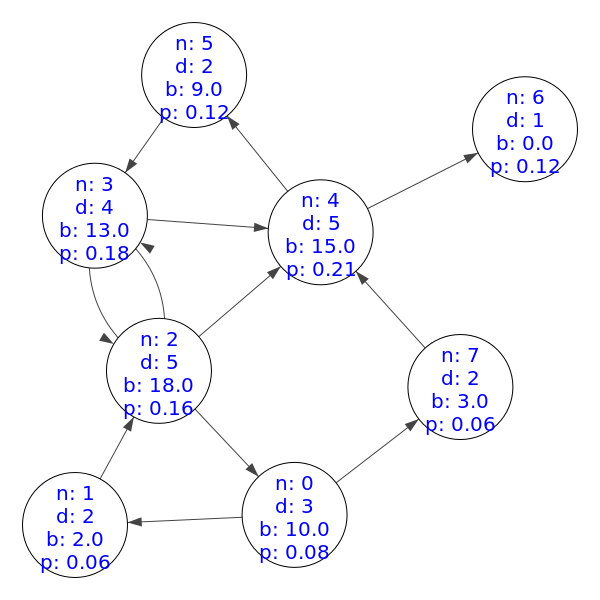 n: 5
d: 2
b: 9.0
p: 0.12
n: 6
d: 1
b: 0.0
p: 0.12
n: 3
d: 4
b: 13.0
p: 0.18
n: 4
d: 5
b: 15.0
p: 0.21
n: 2
d: 5
b: 18.0
p: 0.16
n: 7
d: 2
b: 3.0
p: 0.06
n: 1
d: 2
b: 2.0
p: 0.06
n: 0
d: 3
b: 10.0
p: 0.08